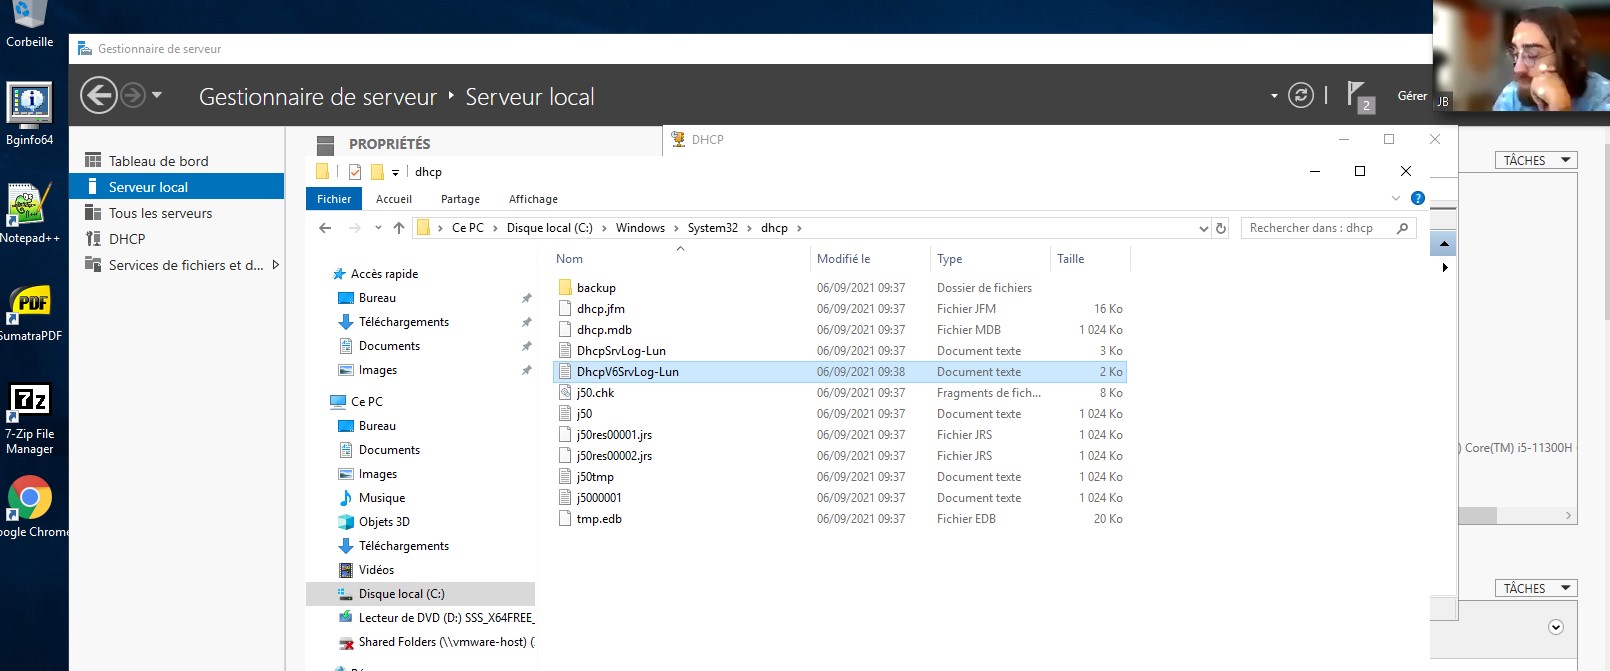 Corbeille
Bginfo64
Notepad++
SumatraPDF
7-Zip File
Manager
oogle Chrome
Gestionnaire de serveur
Gestionnaire de serveur ‣ Serveur local
2
Gérer
JB
Tableau de bord
Serveur local
Tous les serveurs
DHCP
Services de fichiers et d...
PROPRIÉTÉS
DHCP
TÂCHES
dhcp
Fichier Accueil Partage Affichage
Ce PC > Disque local (C:) > Windows > System32 > dhcp >
Rechercher dans : dhcp
Accès rapide
Bureau
Téléchargements
Documents
Images
Ce PC
Bureau
Documents
Images
Musique
Objets 3D
Téléchargements
Vidéos
Disque local (C:)
Lecteur de DVD (D:) SSS_X64FREE_
Shared Folders (\\vmware-host) (
Nom Modifié le Type Taille
backup 06/09/2021 09:37 Dossier de fichiers
dhcp.jfm 06/09/2021 09:37 Fichier JFM 16 Ko
dhcp.mdb 06/09/2021 09:37 Fichier MDB 1 024 Ko
DhcpSrvLog-Lun 06/09/2021 09:37 Document texte 3 Ko
DhcpV6SrvLog-Lun 06/09/2021 09:38 Document texte 2 Ko
j50.chk 06/09/2021 09:37 Fragments de fich... 8 Ko
j50 06/09/2021 09:37 Document texte 1 024 Ko
j50res00001.jrs 06/09/2021 09:37 Fichier JRS 1 024 Ko
j50res00002.jrs 06/09/2021 09:37 Fichier JRS 1 024 Ko
j50tmp 06/09/2021 09:37 Document texte 1 024 Ko
j5000001 06/09/2021 09:37 Document texte 1 024 Ko
tmp.edb 06/09/2021 09:37 Fichier EDB 20 Ko
) Core(TM) i5-11300H
TÂCHES